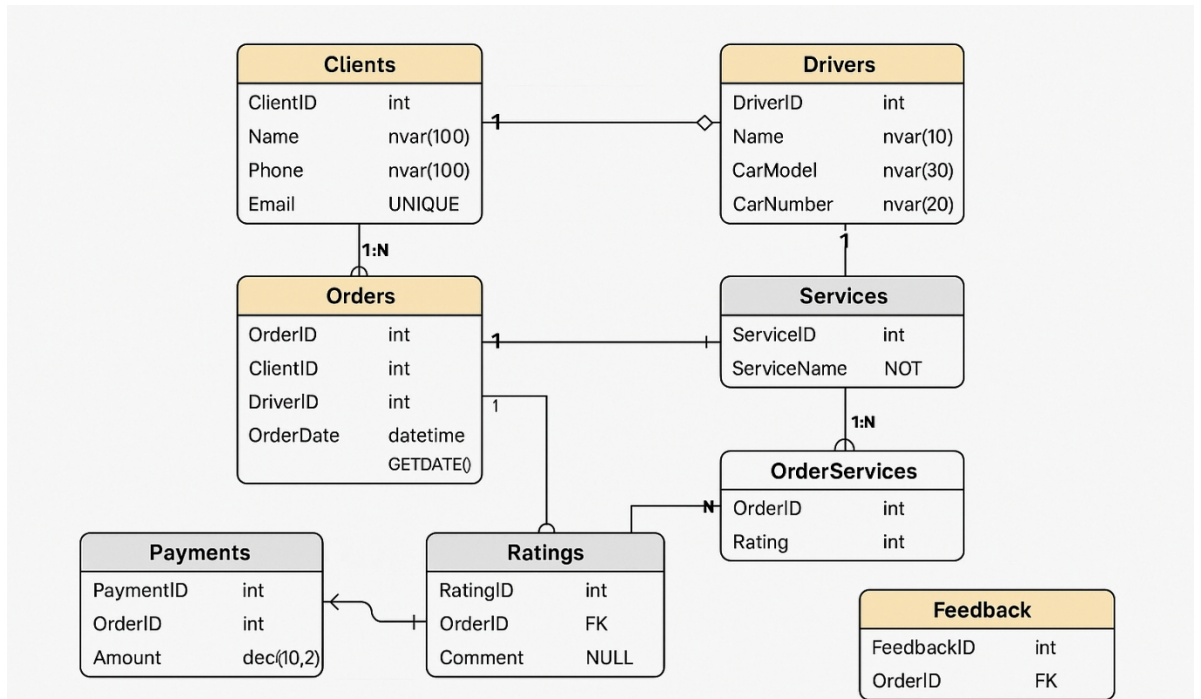 Clients
ClientID int
Name nvar(100)
Phone nvar(100)
Email UNIQUE
1
Drivers
DriverID int
Name nvar(10)
CarModel nvar(30)
CarNumber nvar(20)
1:N
1
Orders
OrderID int
ClientID int
DriverID int
OrderDate datetime
GETDATE()
1
1
Services
ServiceID int
ServiceName NOT
1:N
OrderServices
OrderID int
Rating int
N
Payments
PaymentID int
OrderID int
Amount dec(10,2)
Ratings
RatingID int
OrderID FK
Comment NULL
Feedback
FeedbackID int
OrderID FK